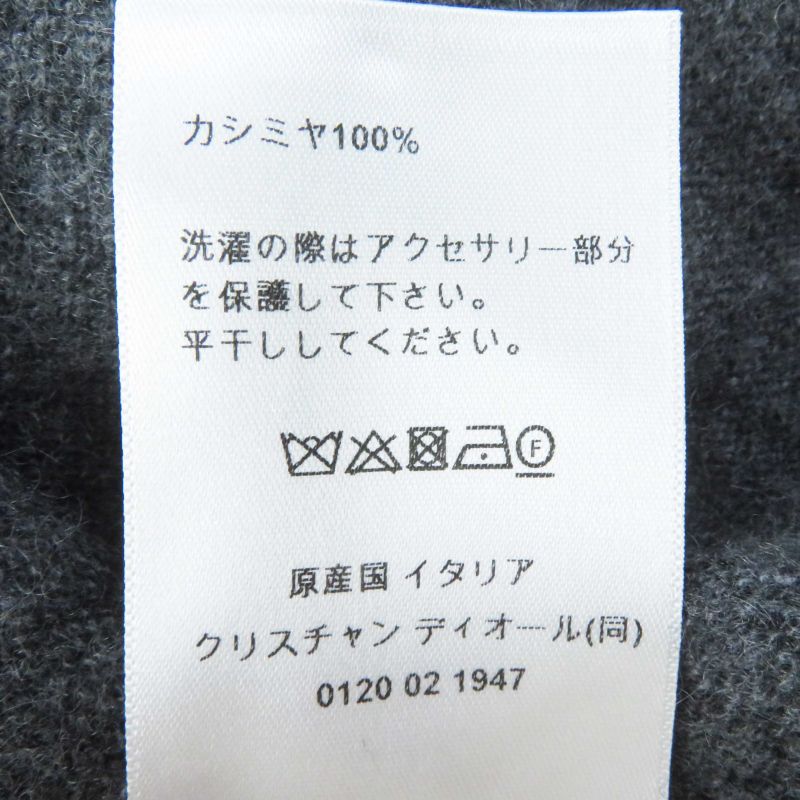 カシミヤ100%
洗濯の際はアクセサリー部分
を保護して下さい。
平干ししてください。
F
原産国 イタリア
クリスチャン ディオール(同)
0120 02 1947